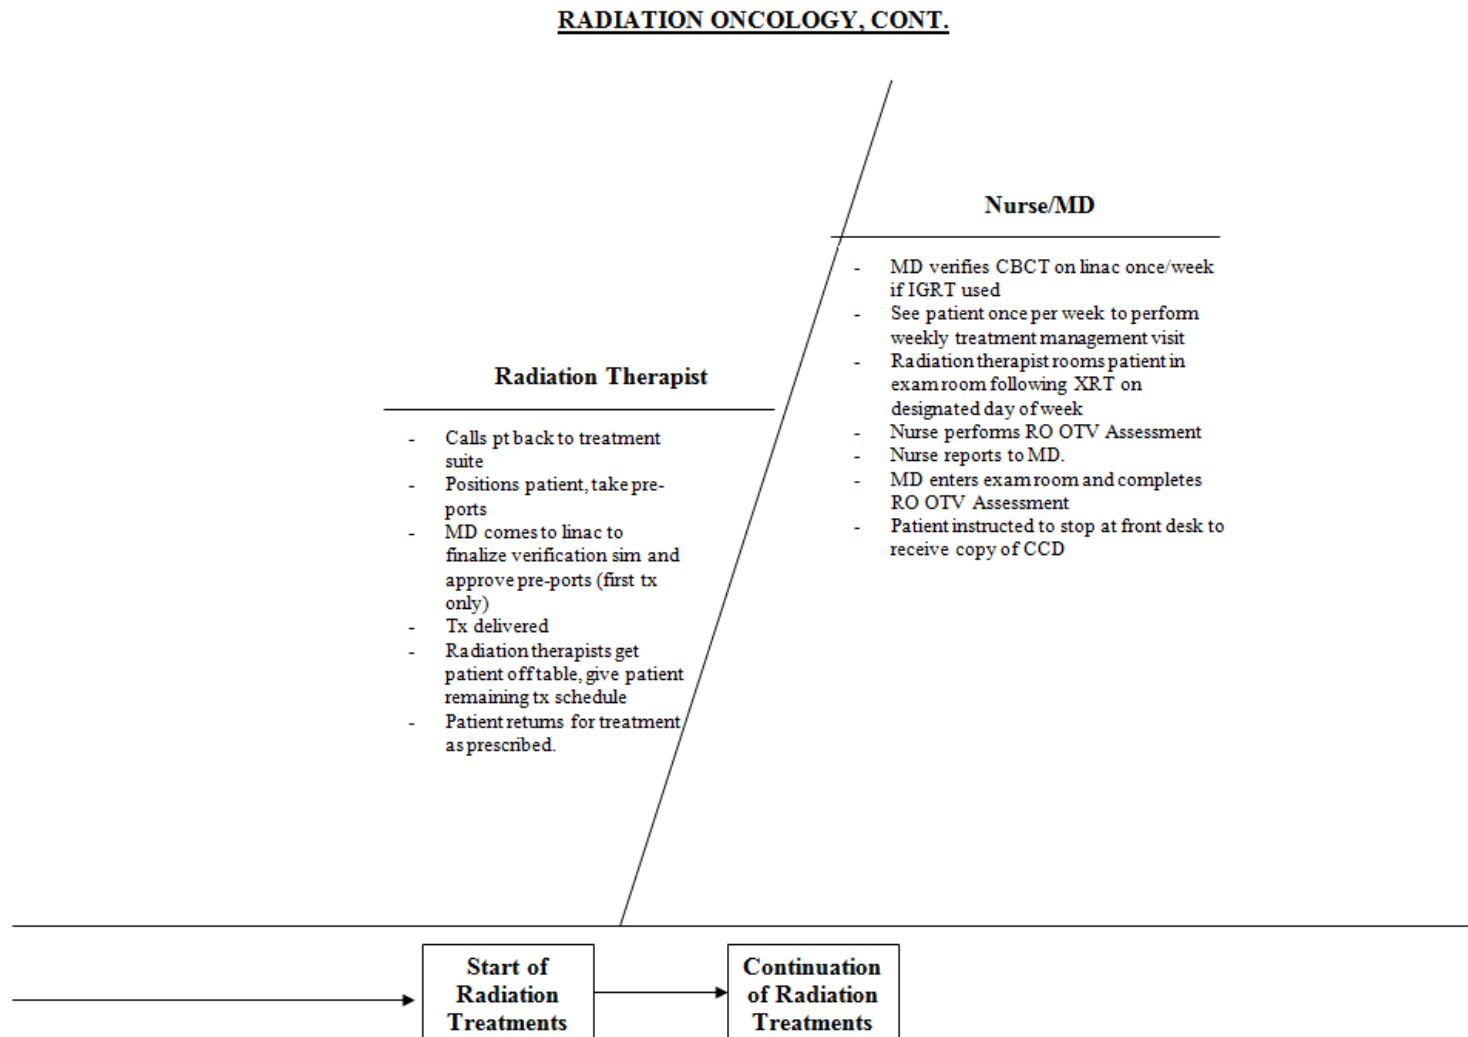 RADIATION ONCOLOGY, CONT.
Radiation Therapist
- Calls pt back to treatment
suite
- Positions patient, take pre-
ports
- MD comes to linac to
finalize verification sim and
approve pre-ports (first tx
only)
- Tx delivered
- Radiation therapists get
patient off table, give patient
remaining tx schedule
- Patient returns for treatment
as prescribed.
Nurse/MD
- MD verifies CBCT on linac once/week
if IGRT used
- See patient once per week to perform
weekly treatment management visit
- Radiation therapist rooms patient in
exam room following XRT on
designated day of week
- Nurse performs RO OTV Assessment
- Nurse reports to MD.
- MD enters exam room and completes
RO OTV Assessment
- Patient instructed to stop at front desk to
receive copy of CCD
Start of
Radiation
Treatments
Continuation
of Radiation
Treatments